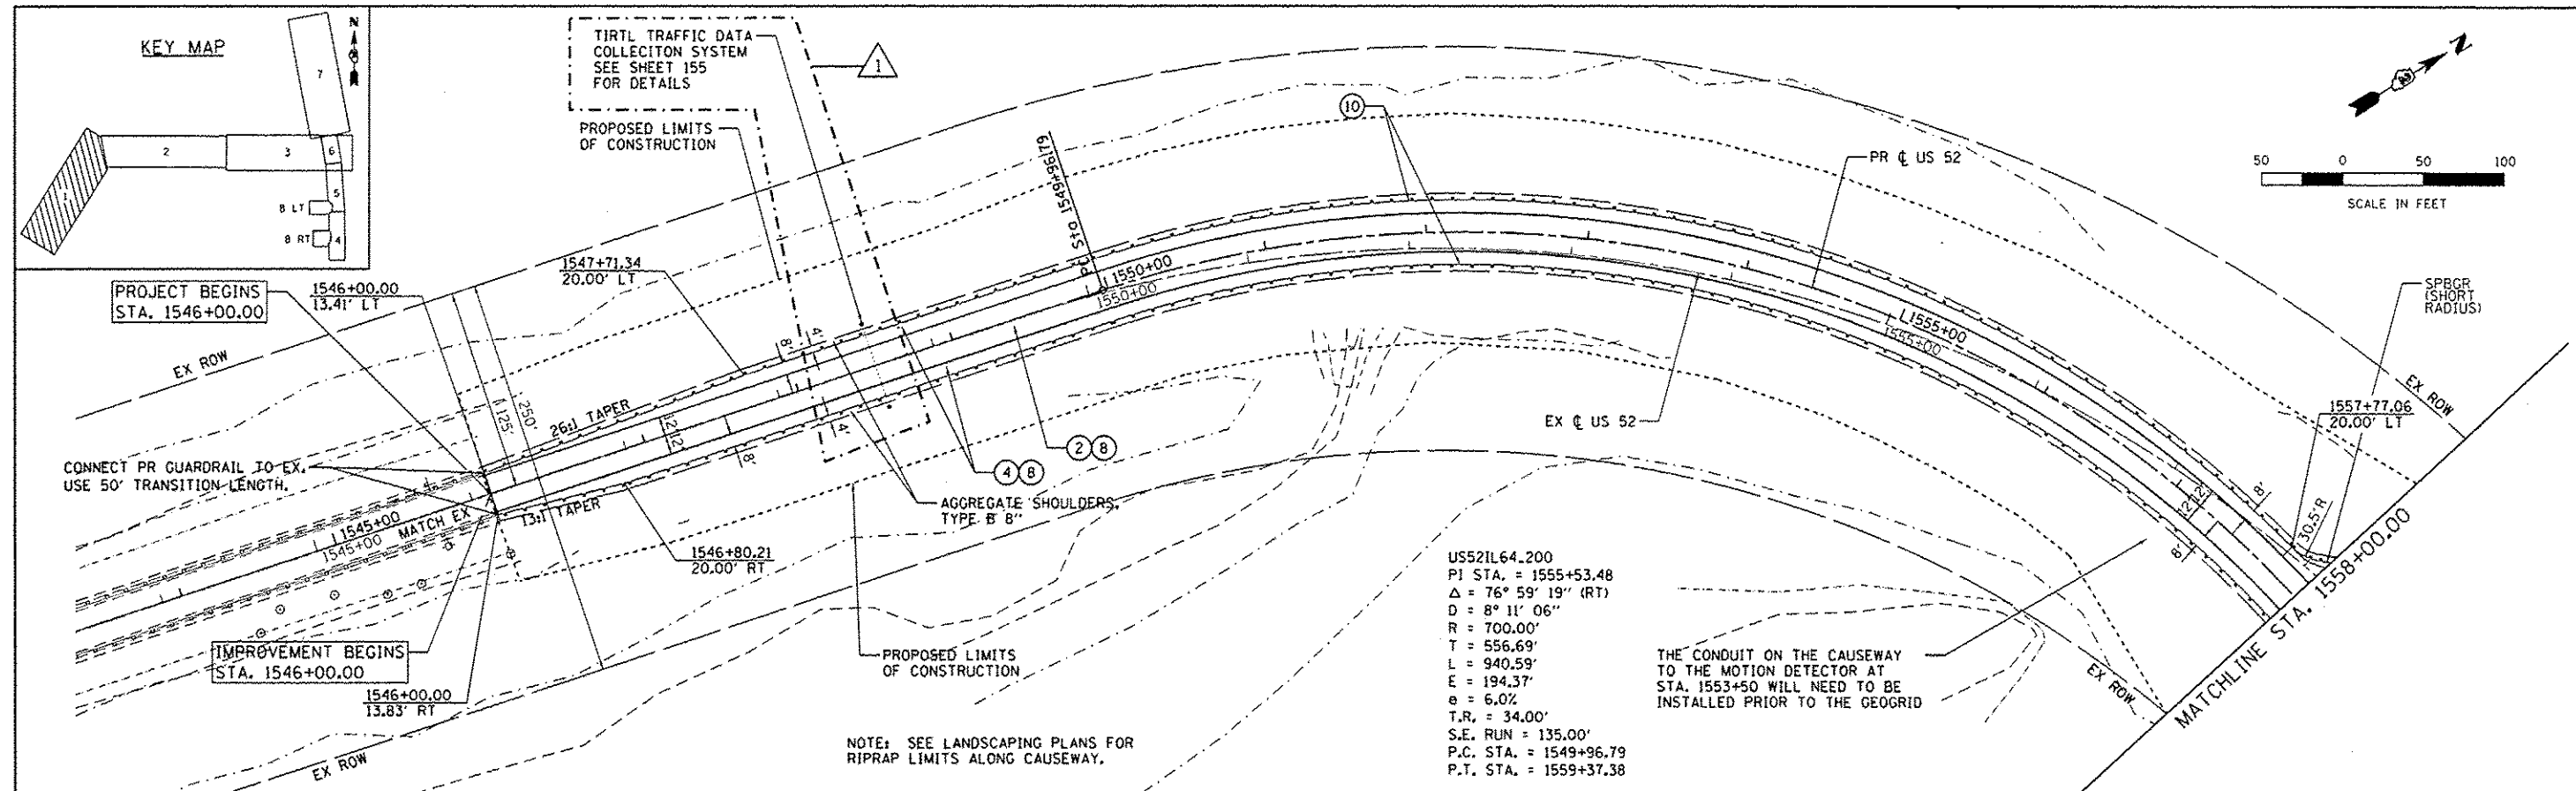 KEY MAP
N
7
2
3
6
5
8 LT
8 RT
4
1
TIRTL TRAFFIC DATA
COLLECITON SYSTEM
SEE SHEET 155
FOR DETAILS
1
PROPOSED LIMITS
OF CONSTRUCTION
10
P.C. Sta 1549+96.79
PR ℄ US 52
N
50 0 50 100
SCALE IN FEET
PROJECT BEGINS
STA. 1546+00.00
1546+00.00
13.41' LT
1547+71.34
20.00' LT
1550+00
1550+00
SPBGR
(SHORT
RADIUS)
EX ROW
8'
4'
1555+00
1555+00
125'
250'
26:1 TAPER
12'
12'
EX ℄ US 52
EX ROW
1557+77.06
20.00' LT
CONNECT PR GUARDRAIL TO EX.
USE 50' TRANSITION LENGTH.
4'
8'
2 8
4 8
AGGREGATE SHOULDERS,
TYPE B 8"
12'
12'
8'
30.5'R
8'
1545+00
1545+00
MATCH EX
13:1 TAPER
1546+80.21
20.00' RT
MATCHLINE STA. 1558+00.00
IMPROVEMENT BEGINS
STA. 1546+00.00
1546+00.00
13.83' RT
PROPOSED LIMITS
OF CONSTRUCTION
US52IL64_200
PI STA. = 1555+53.48
Δ = 76° 59' 19" (RT)
D = 8° 11' 06"
R = 700.00'
T = 556.69'
L = 940.59'
E = 194.37'
e = 6.0%
T.R. = 34.00'
S.E. RUN = 135.00'
P.C. STA. = 1549+96.79
P.T. STA. = 1559+37.38
THE CONDUIT ON THE CAUSEWAY
TO THE MOTION DETECTOR AT
STA. 1553+50 WILL NEED TO BE
INSTALLED PRIOR TO THE GEOGRID
EX ROW
EX ROW
NOTE: SEE LANDSCAPING PLANS FOR
RIPRAP LIMITS ALONG CAUSEWAY.